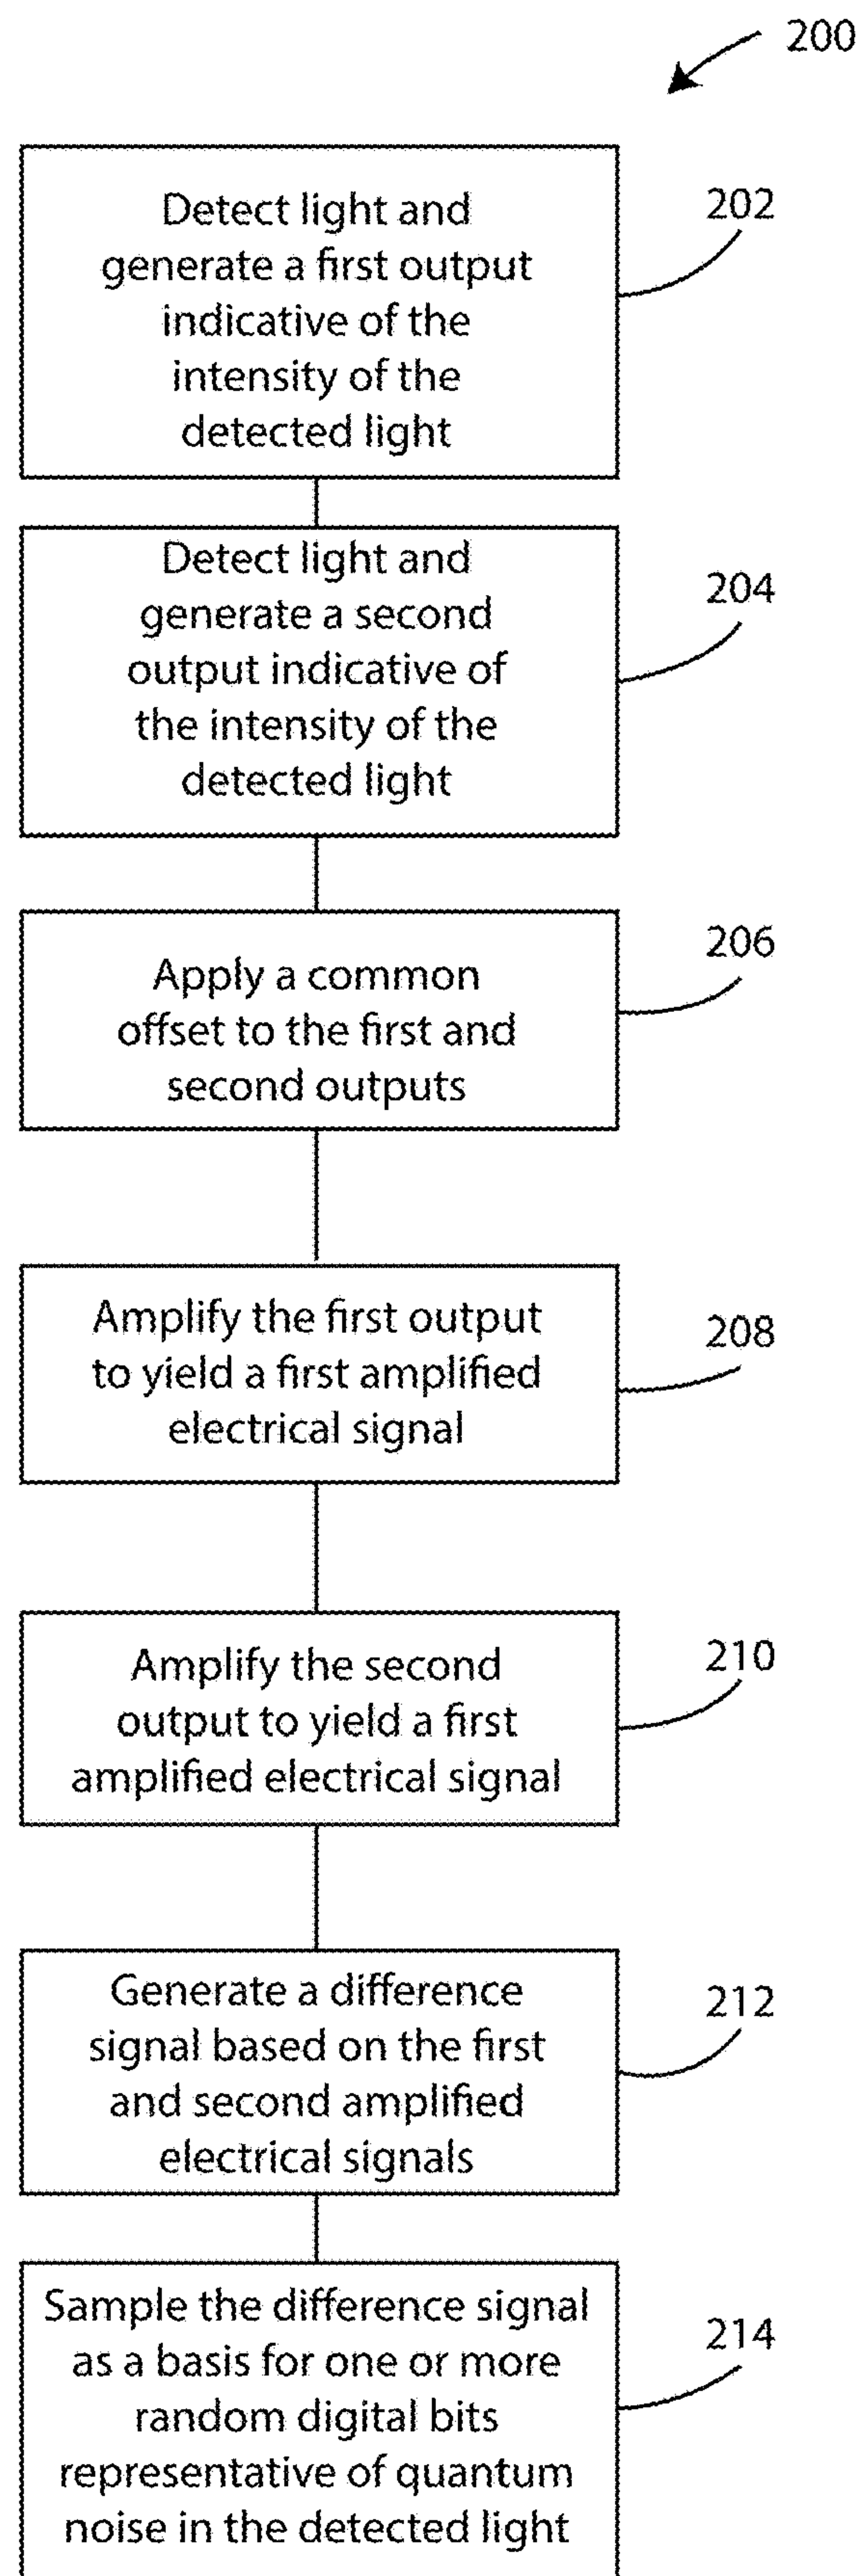 200
Detect light and
generate a first output
indicative of the
intensity of the
detected light
202
Detect light and
generate a second
output indicative of
the intensity of the
detected light
204
Apply a common
offset to the first and
second outputs
206
Amplify the first output
to yield a first amplified
electrical signal
208
Amplify the second
output to yield a first
amplified electrical signal
210
Generate a difference
signal based on the first
and second amplified
electrical signals
212
Sample the difference signal
as a basis for one or more
random digital bits
representative of quantum
noise in the detected light
214